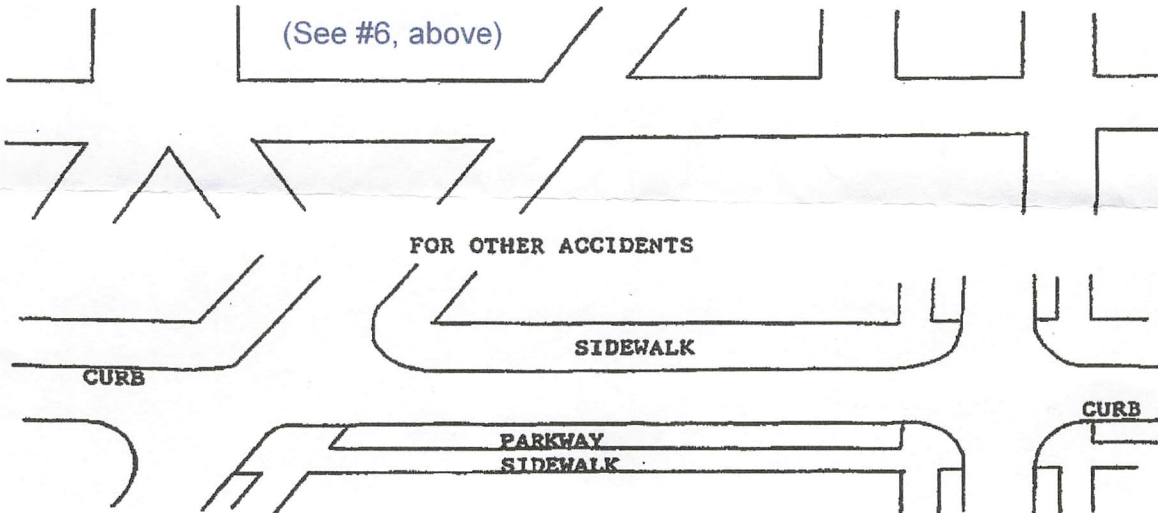 (See #6, above)
FOR OTHER ACCIDENTS
SIDEWALK
CURB
CURB
PARKWAY
SIDEWALK